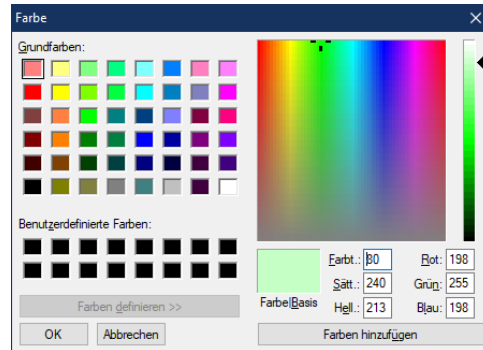 Farbe
Grundfarben:
Benutzerdefinierte Farben:
Farben definieren >>
OK Abbrechen
Farbe|Basis
Farbt.: 80 Rot: 198
Sätt.: 240 Grün: 255
Hell.: 213 Blau: 198
Farben hinzufügen